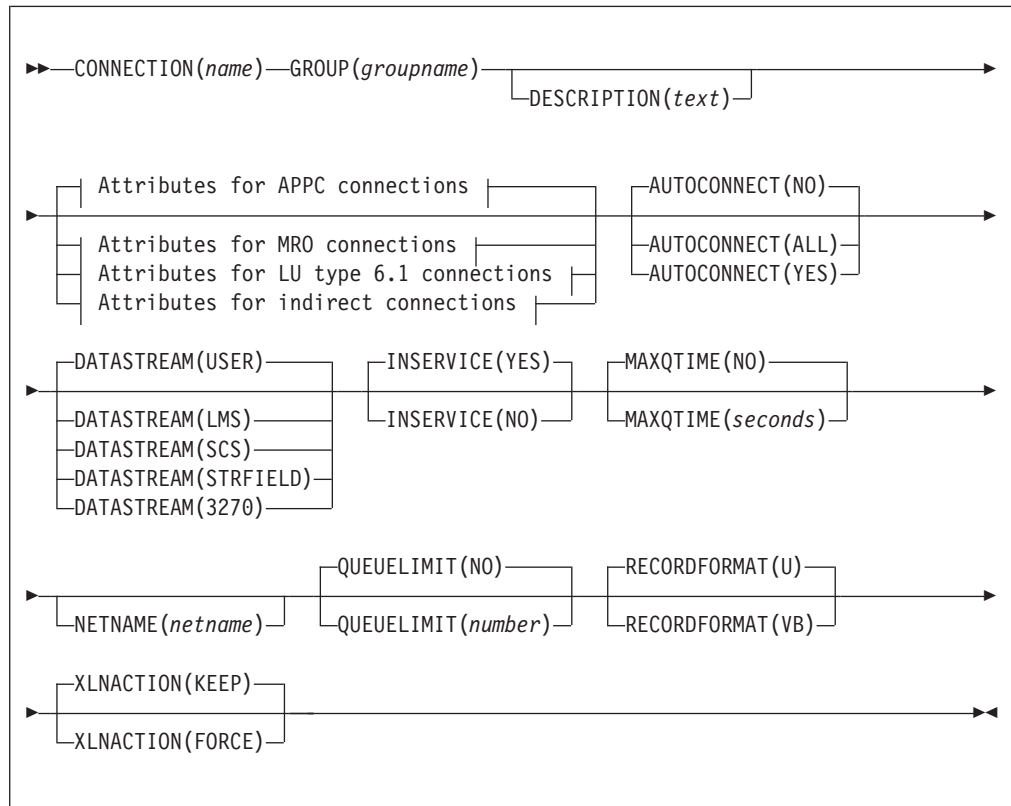 CONNECTION(name) GROUP(groupname)
DESCRIPTION(text)
Attributes for APPC connections AUTOCONNECT(NO)
Attributes for MRO connections AUTOCONNECT(ALL)
Attributes for LU type 6.1 connections AUTOCONNECT(YES)
Attributes for indirect connections
DATASTREAM(USER) INSERVICE(YES) MAXQTIME(NO)
DATASTREAM(LMS) INSERVICE(NO) MAXQTIME(seconds)
DATASTREAM(SCS)
DATASTREAM(STRFIELD)
DATASTREAM(3270)
QUEUELIMIT(NO) RECORDFORMAT(U)
NETNAME(netname) QUEUELIMIT(number) RECORDFORMAT(VB)
XLNACTION(KEEP)
XLNACTION(FORCE)